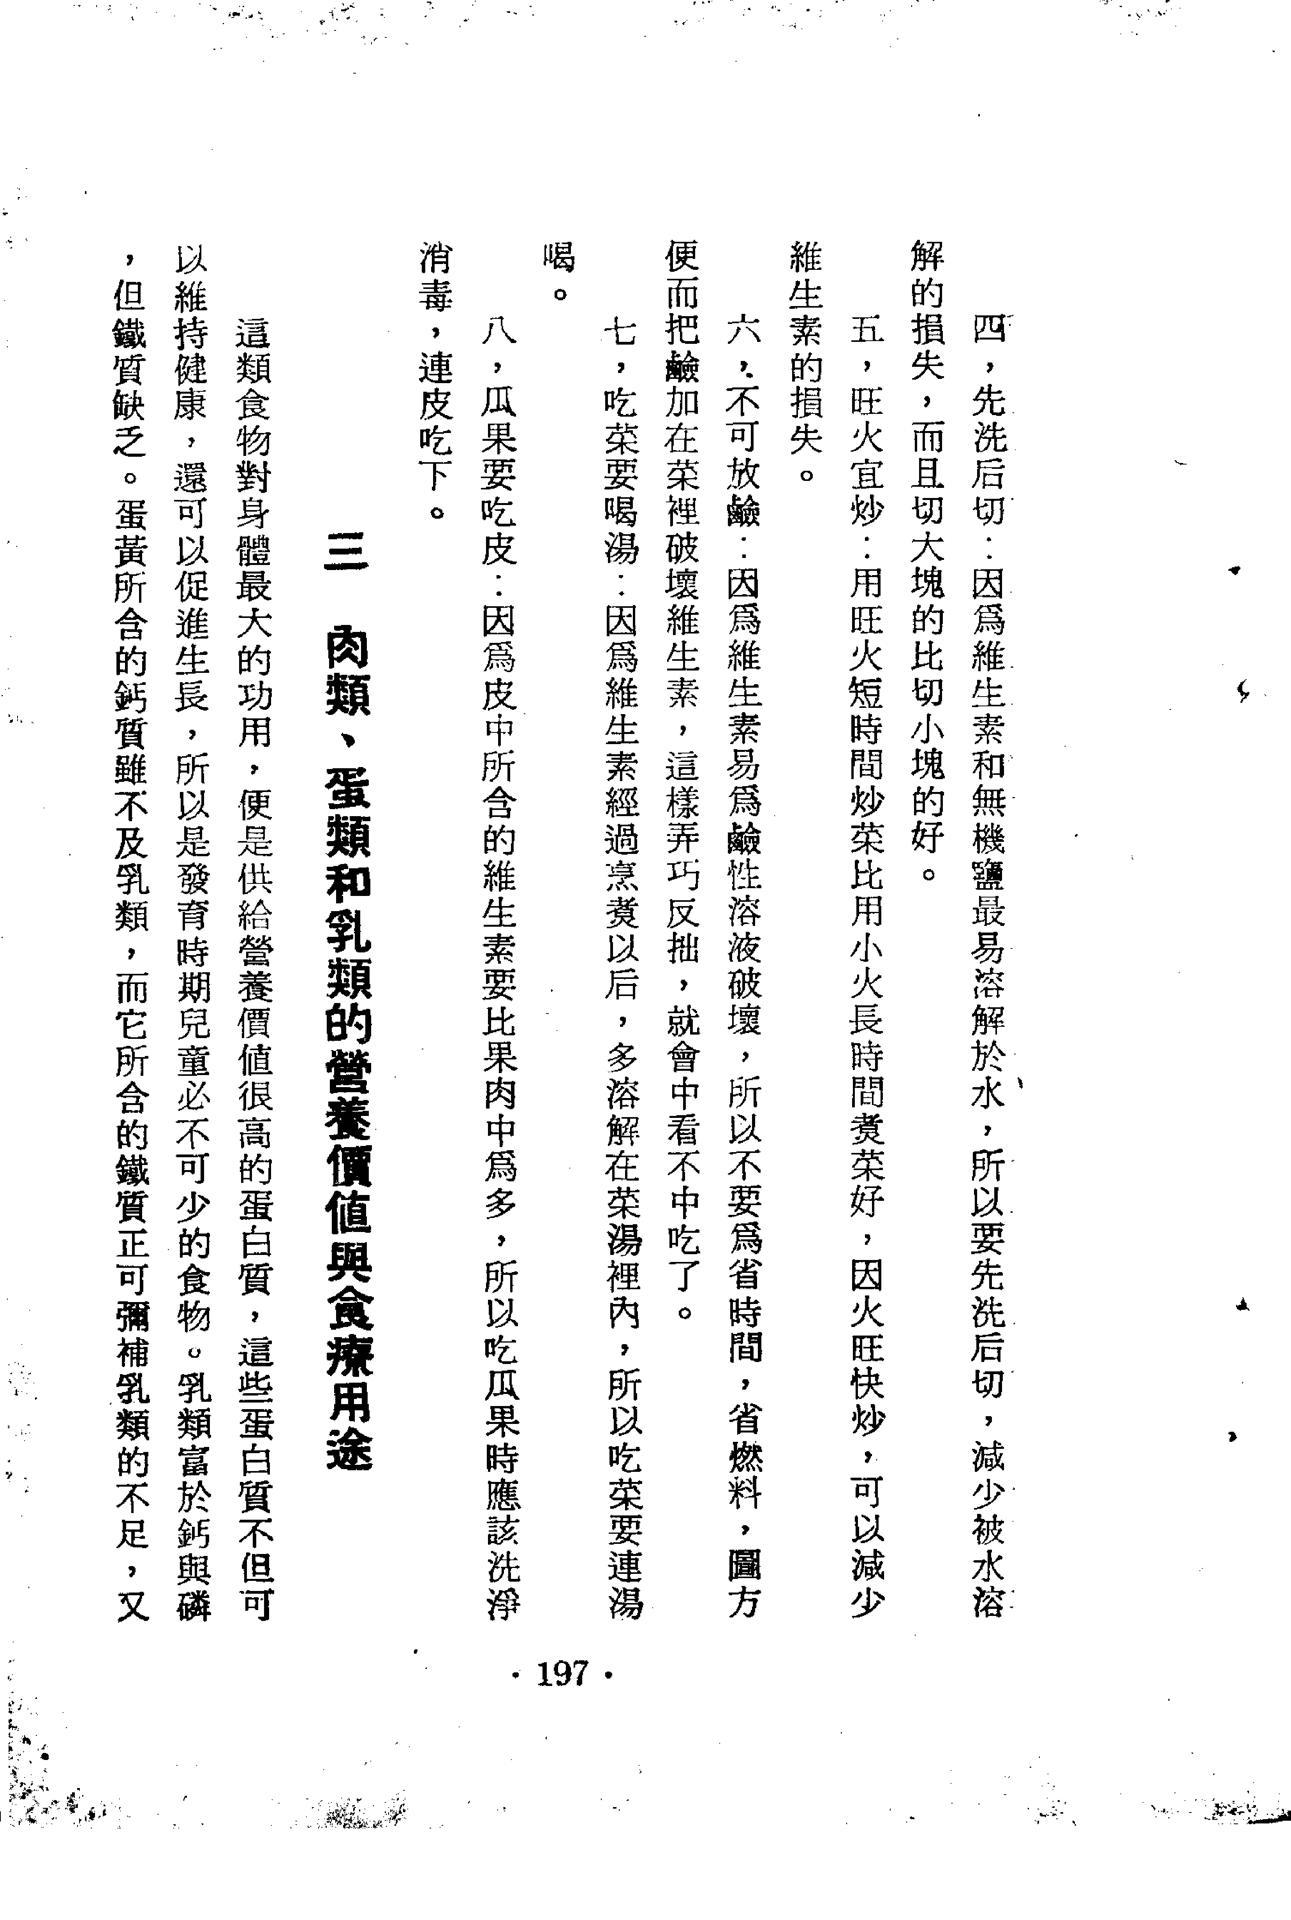 四，先洗后切：因爲維生素和無機鹽最易溶解於水，所以要先洗后切，減少被水溶
解的損失，而且切大塊的比切小塊的好。
五，旺火宜炒：用旺火短時間炒菜比用小火長時間煑菜好，因火旺快炒，可以減少
維生素的損失。
六，不可放鹼：因爲維生素易爲鹼性溶液破壞，所以不要爲省時間，省燃料，圖方
便而把鹼加在菜裡破壞維生素，這樣弄巧反拙，就會中看不中吃了。
七，吃菜要喝湯：因爲維生素經過烹煑以后，多溶解在菜湯裡內，所以吃菜要連湯
喝。
八，瓜果要吃皮：因爲皮中所含的維生素要比果肉中爲多，所以吃瓜果時應該洗淨
消毒，連皮吃下。
三　肉類、蛋類和乳類的營養價值與食療用途
這類食物對身體最大的功用，便是供給營養價值很高的蛋白質，這些蛋白質不但可
以維持健康，還可以促進生長，所以是發育時期兒童必不可少的食物。乳類富於鈣與磷
，但鐵質缺乏。蛋黃所含的鈣質雖不及乳類，而它所含的鐵質正可彌補乳類的不足，又
· 197 ·